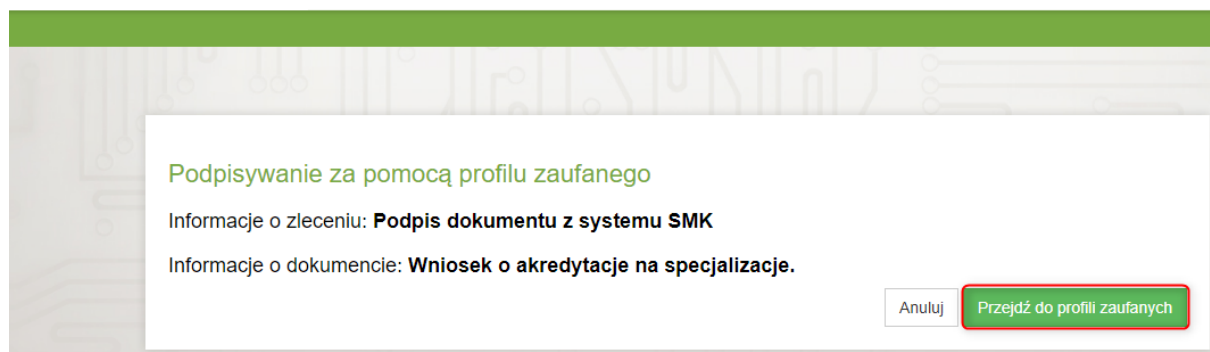 Podpisywanie za pomocą profilu zaufanego
Informacje o zleceniu: Podpis dokumentu z systemu SMK
Informacje o dokumencie: Wniosek o akredytacje na specjalizacje.
Anuluj Przejdź do profili zaufanych